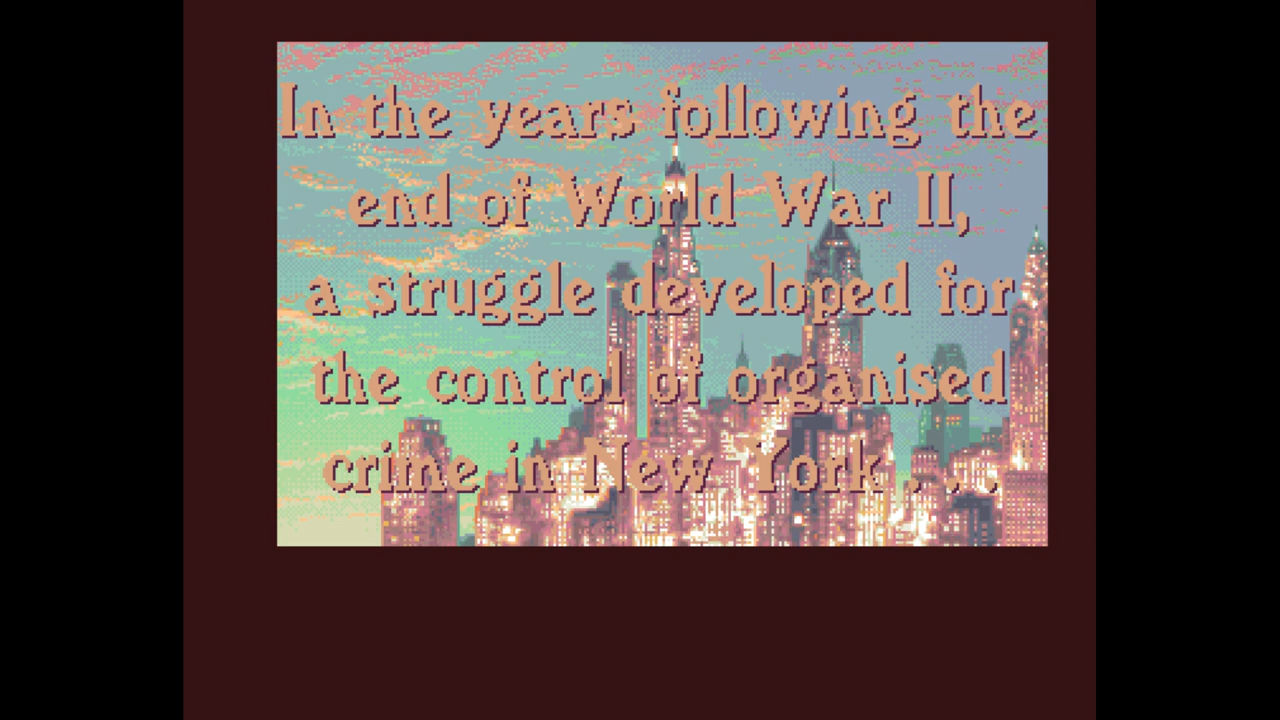 In the years following the
end of World War II,
a struggle developed for
the control of organised
crime in New York . . .